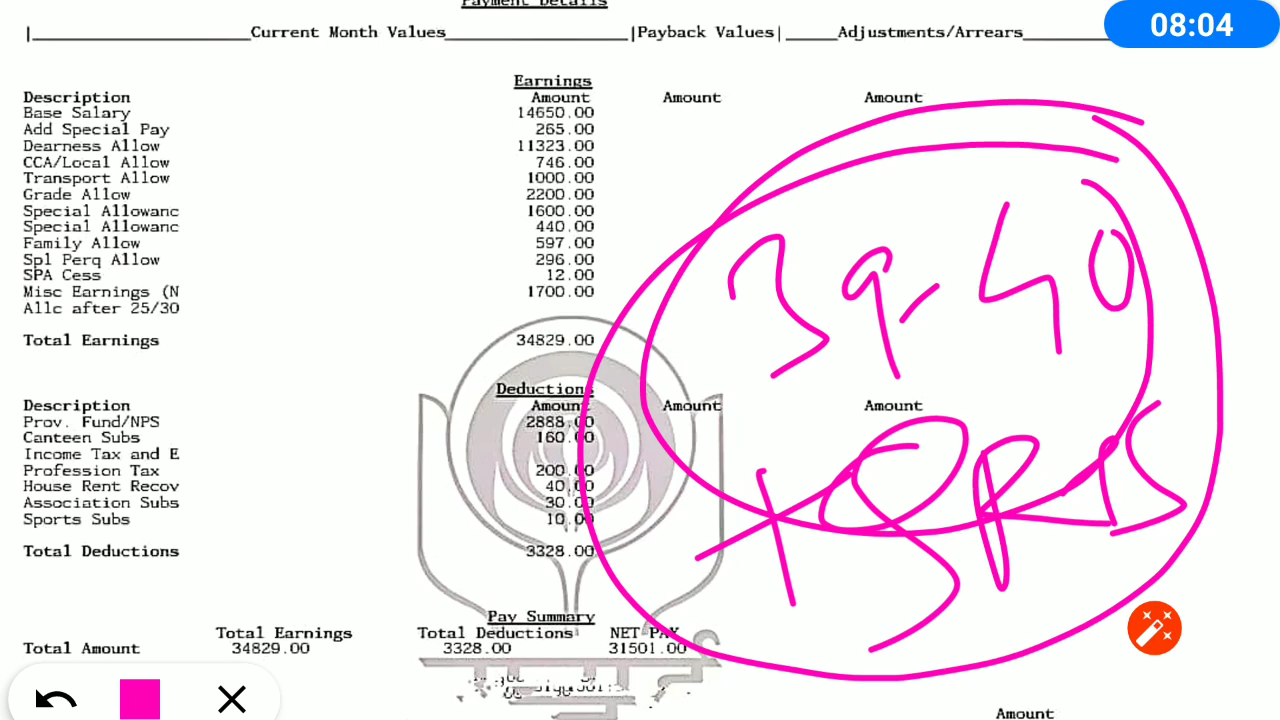 Payment Details
|_____Current Month Values_____|Payback Values|_____Adjustments/Arrears_____
08:04
Earnings
Description Amount Amount Amount
Base Salary 14650.00
Add Special Pay 265.00
Dearness Allow 11323.00
CCA/Local Allow 746.00
Transport Allow 1000.00
Grade Allow 2200.00
Special Allowanc 1600.00
Special Allowanc 440.00
Family Allow 597.00
Spl Perq Allow 296.00
SPA Cess 12.00
Misc Earnings (N 1700.00
Allc after 25/30
Total Earnings 34829.00
39-40
Deductions
Description Amount Amount Amount
Prov. Fund/NPS 2888.00
Canteen Subs 160.00
Income Tax and E
Profession Tax 200.00
House Rent Recov 40.00
Association Subs 30.00
Sports Subs 10.00
Total Deductions 3328.00
Pay Summary
Total Earnings Total Deductions NET PAY
Total Amount 34829.00 3328.00 31501.00
Amount